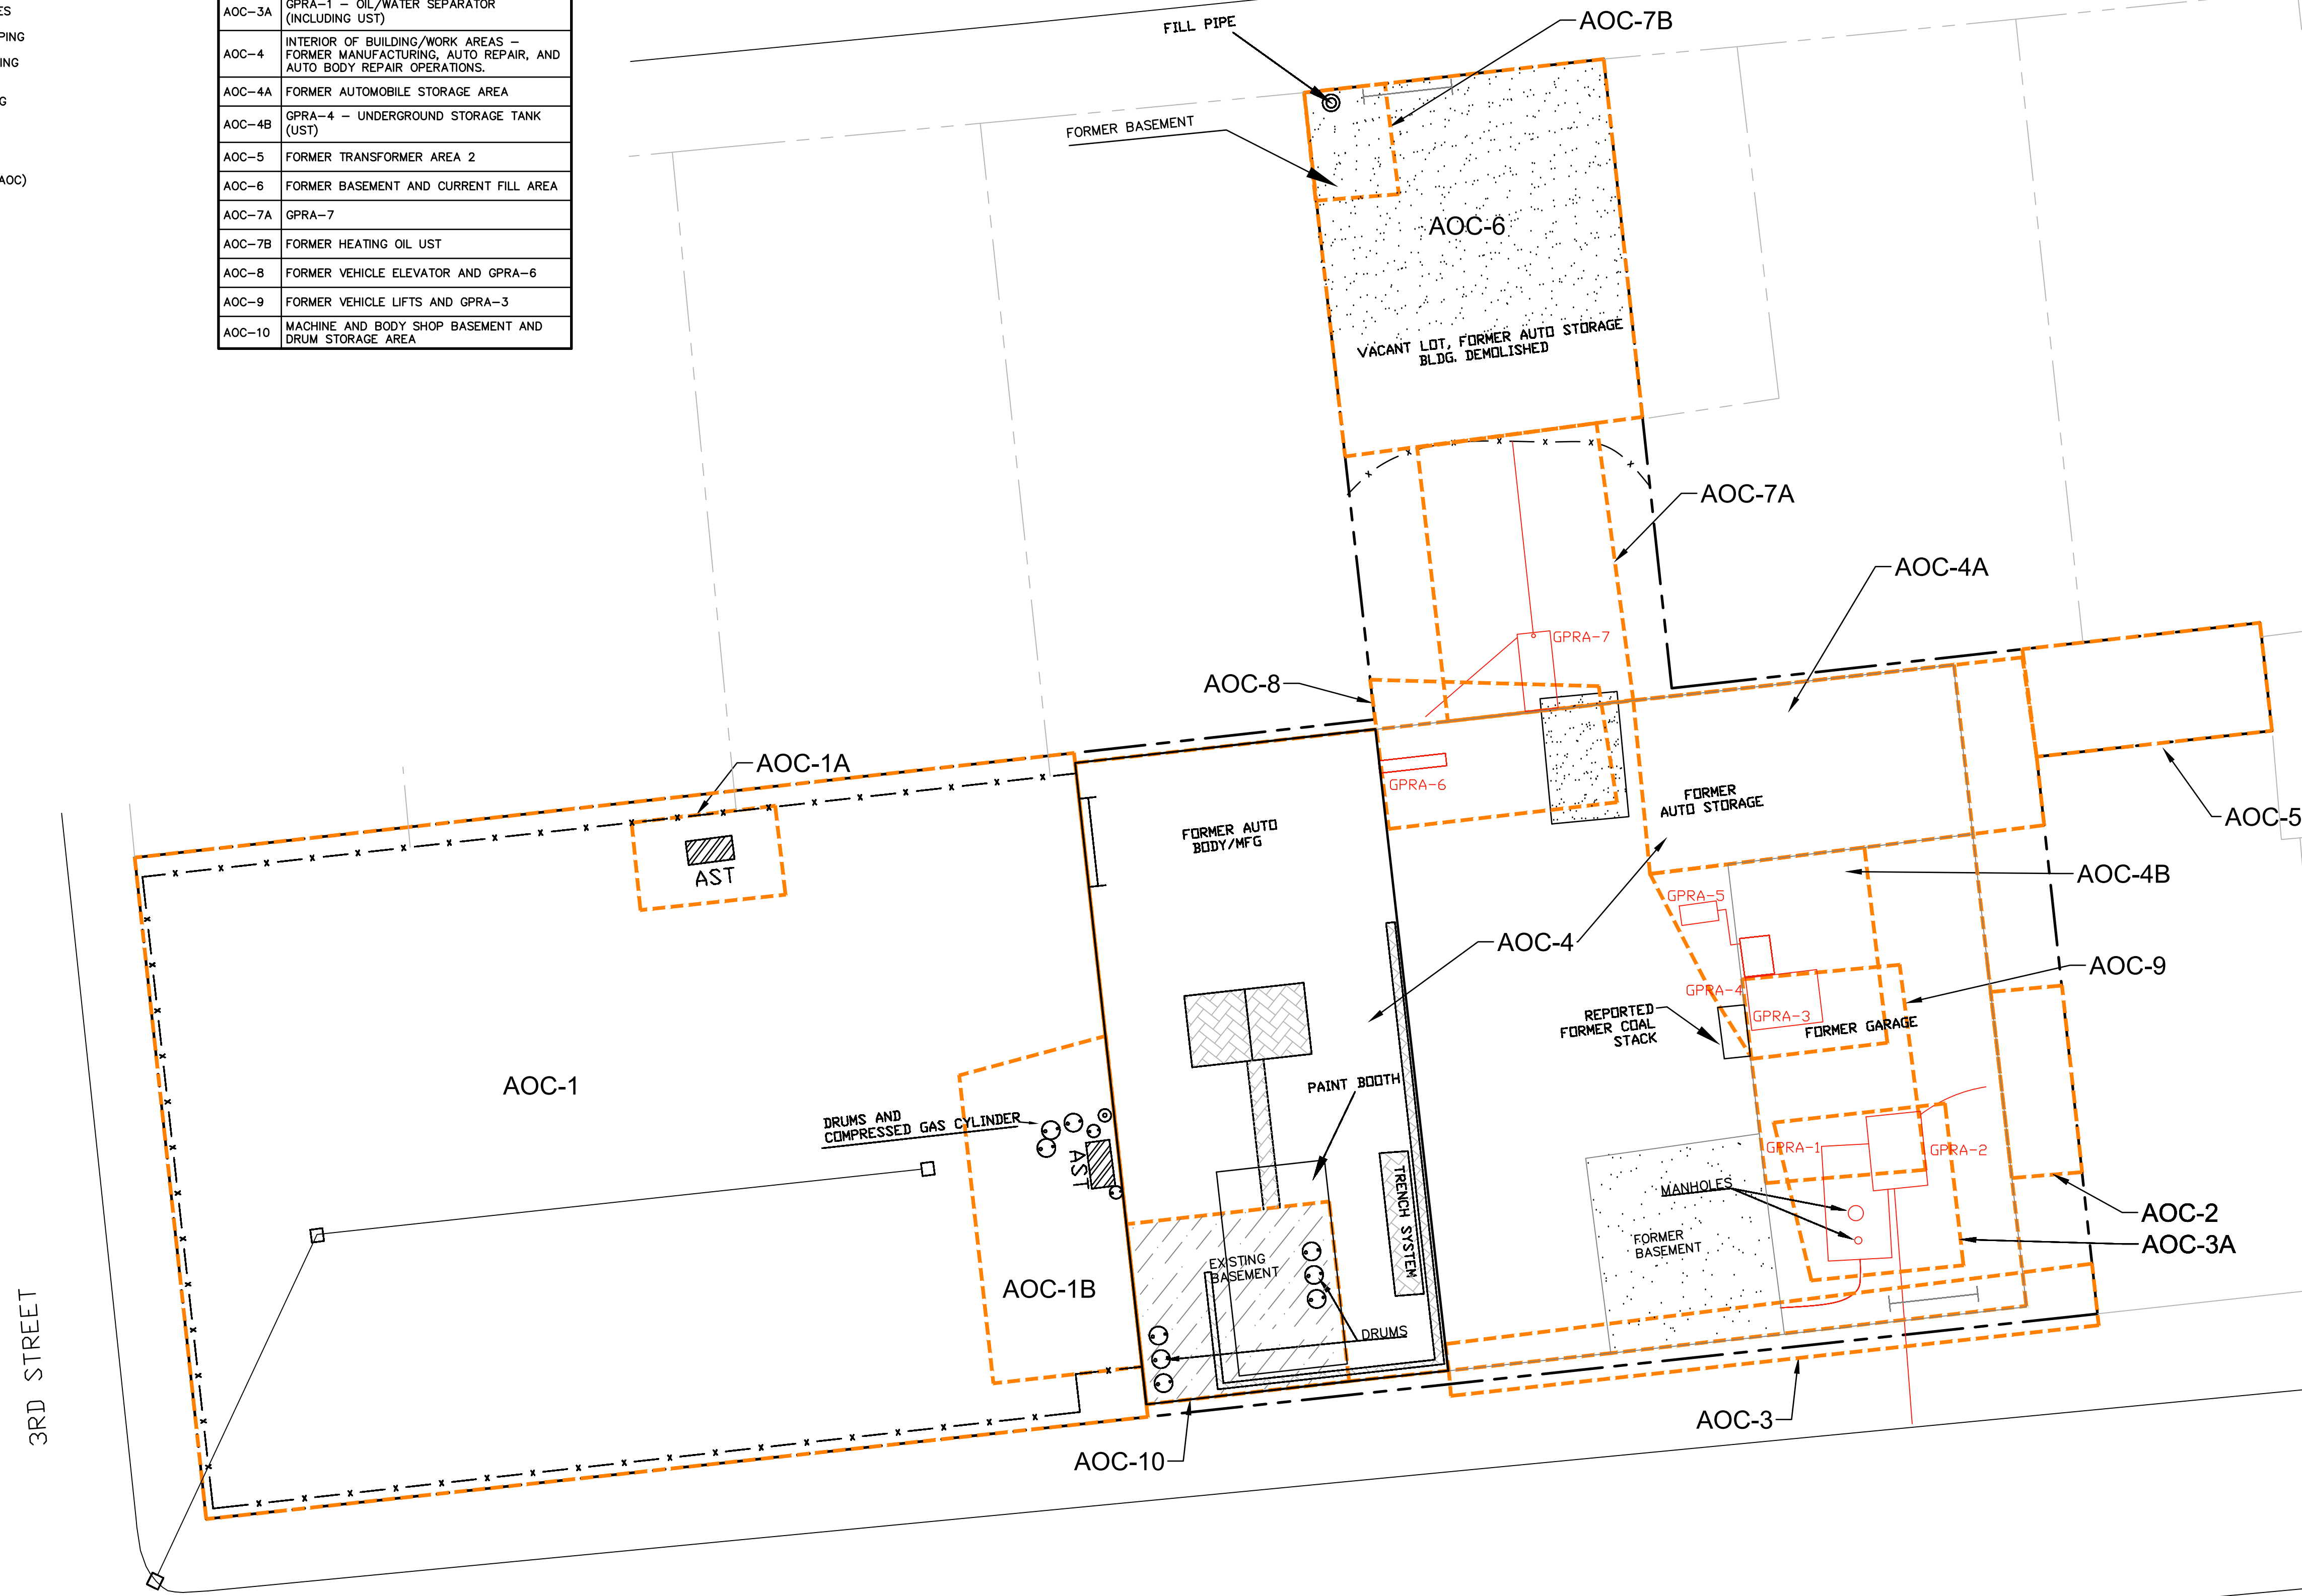 ES
PING
ING
G
AOC)
AOC-3A GPRA-1 - OIL/WATER SEPARATOR
(INCLUDING UST)
AOC-4 INTERIOR OF BUILDING/WORK AREAS -
FORMER MANUFACTURING, AUTO REPAIR, AND
AUTO BODY REPAIR OPERATIONS.
AOC-4A FORMER AUTOMOBILE STORAGE AREA
AOC-4B GPRA-4 - UNDERGROUND STORAGE TANK
(UST)
AOC-5 FORMER TRANSFORMER AREA 2
AOC-6 FORMER BASEMENT AND CURRENT FILL AREA
AOC-7A GPRA-7
AOC-7B FORMER HEATING OIL UST
AOC-8 FORMER VEHICLE ELEVATOR AND GPRA-6
AOC-9 FORMER VEHICLE LIFTS AND GPRA-3
AOC-10 MACHINE AND BODY SHOP BASEMENT AND
DRUM STORAGE AREA
FILL PIPE
AOC-7B
FORMER BASEMENT
AOC-6
VACANT LOT, FORMER AUTO STORAGE
BLDG. DEMOLISHED
AOC-7A
AOC-4A
GPRA-7
AOC-8
AOC-1A
GPRA-6
FORMER
AUTO STORAGE
AOC-5
FORMER AUTO
BODY/MFG
AST
AOC-4B
GPRA-5
AOC-4
AOC-9
GPRA-4
GPRA-3
REPORTED
FORMER COAL
STACK
FORMER GARAGE
AOC-1
PAINT BOOTH
DRUMS AND
COMPRESSED GAS CYLINDER
AST
GPRA-1
GPRA-2
MANHOLES
TRENCH SYSTEM
AOC-2
FORMER
BASEMENT
AOC-3A
EXISTING
BASEMENT
AOC-1B
DRUMS
3RD STREET
AOC-3
AOC-10